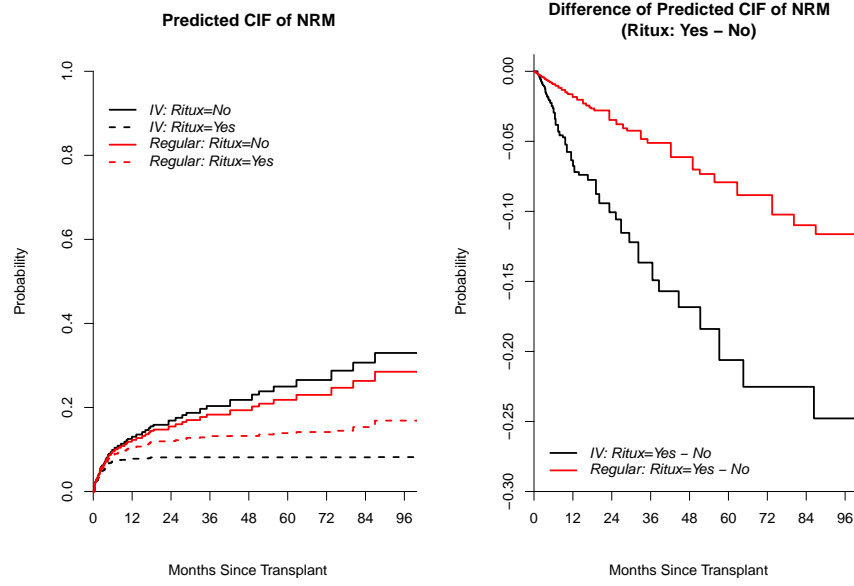 Predicted CIF of NRM
IV: Ritux=No
IV: Ritux=Yes
Regular: Ritux=No
Regular: Ritux=Yes
Probability
0.0 0.2 0.4 0.6 0.8 1.0
0 12 24 36 48 60 72 84 96
Months Since Transplant
Difference of Predicted CIF of NRM
(Ritux: Yes − No)
Probability
0.00
−0.05
−0.10
−0.15
−0.20
−0.25
−0.30
IV: Ritux=Yes − No
Regular: Ritux=Yes − No
0 12 24 36 48 60 72 84 96
Months Since Transplant